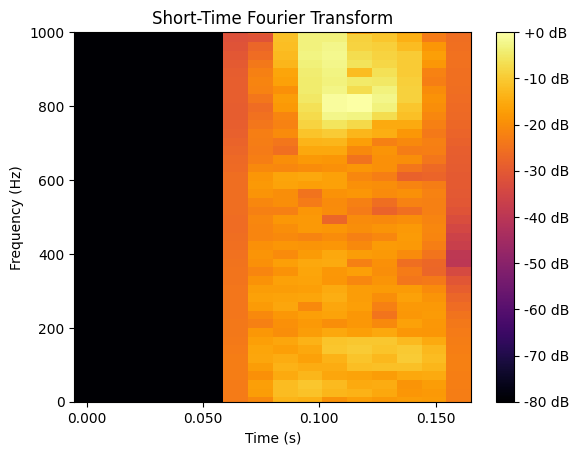 Short-Time Fourier Transform
1000
800
600
400
200
0
Frequency (Hz)
0.000
0.050
0.100
0.150
Time (s)
+0 dB
-10 dB
-20 dB
-30 dB
-40 dB
-50 dB
-60 dB
-70 dB
-80 dB